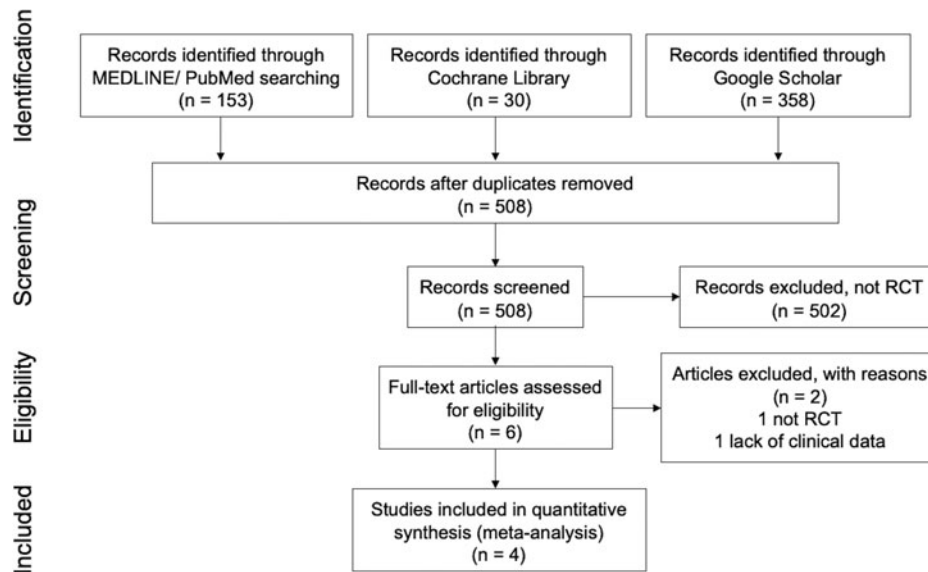 Identification
Records identified through
MEDLINE/ PubMed searching
(n = 153)
Records identified through
Cochrane Library
(n = 30)
Records identified through
Google Scholar
(n = 358)
Records after duplicates removed
(n = 508)
Screening
Records screened
(n = 508)
Records excluded, not RCT
(n = 502)
Eligibility
Full-text articles assessed
for eligibility
(n = 6)
Articles excluded, with reasons
(n = 2)
1 not RCT
1 lack of clinical data
Included
Studies included in quantitative
synthesis (meta-analysis)
(n = 4)